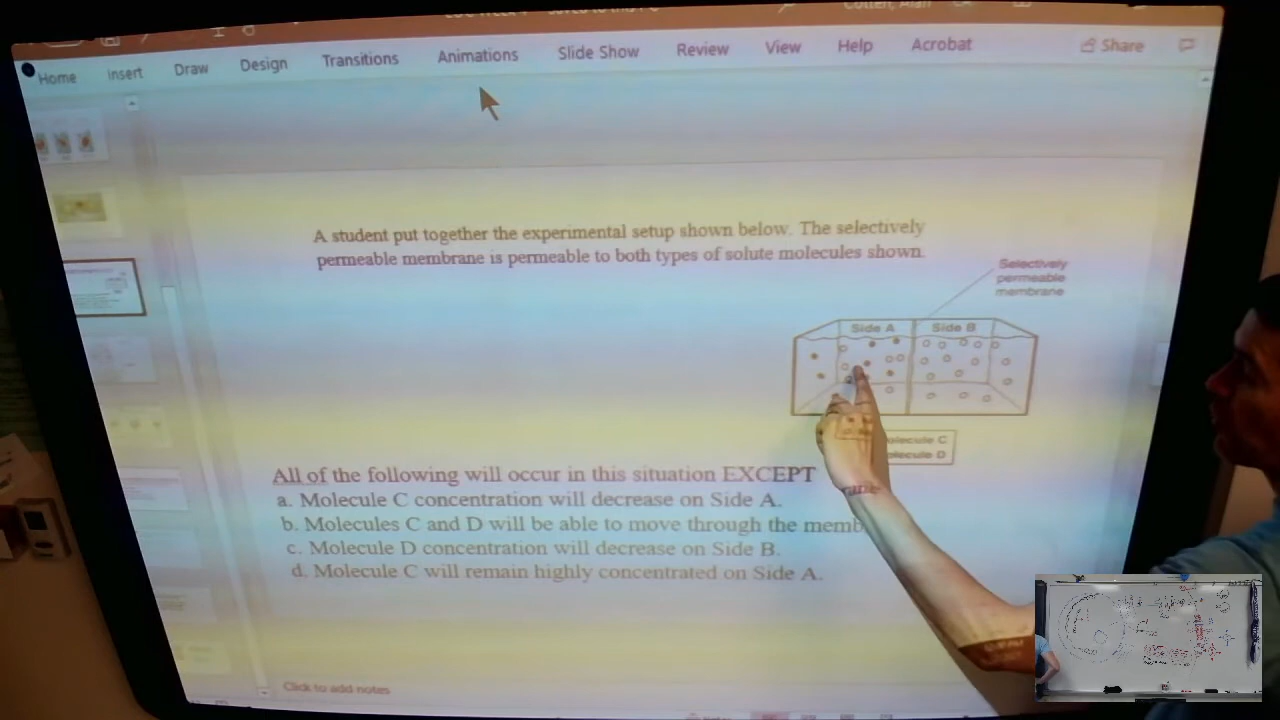 Home Insert Draw Design Transitions Animations Slide Show Review View Help Acrobat Share
A student put together the experimental setup shown below. The selectively
permeable membrane is permeable to both types of solute molecules shown.
Selectively
permeable
membrane
Side A Side B
olecule C
olecule D
All of the following will occur in this situation EXCEPT
a. Molecule C concentration will decrease on Side A.
b. Molecules C and D will be able to move through the memb
c. Molecule D concentration will decrease on Side B.
d. Molecule C will remain highly concentrated on Side A.
Click to add notes